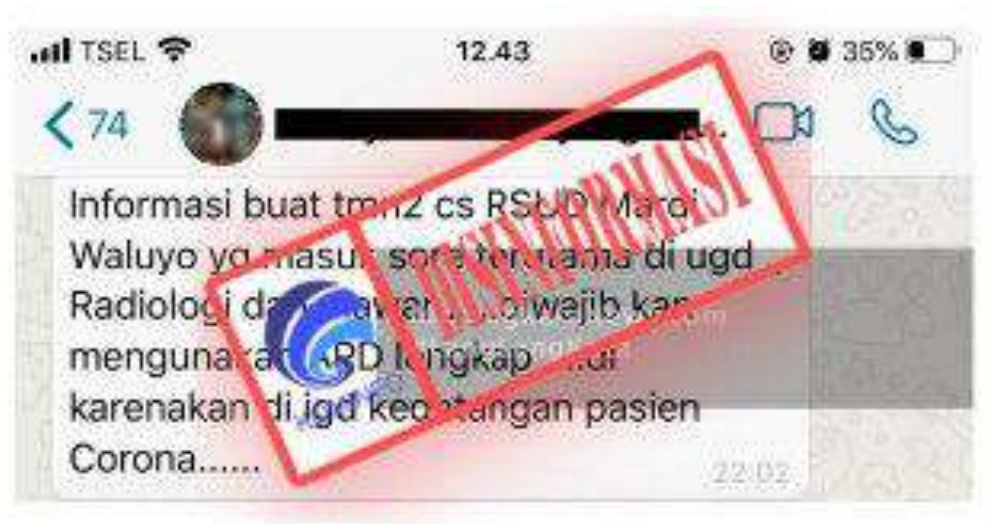 TSEL 12.43 35%
74
Informasi buat tmn2 cs RSUD Mardi
Waluyo yg masuk sore terutama di ugd
Radiologi
mengunakan APD lengkap
karenakan di igd kedatangan pasien
Corona......
22.02
DISINFORMASI